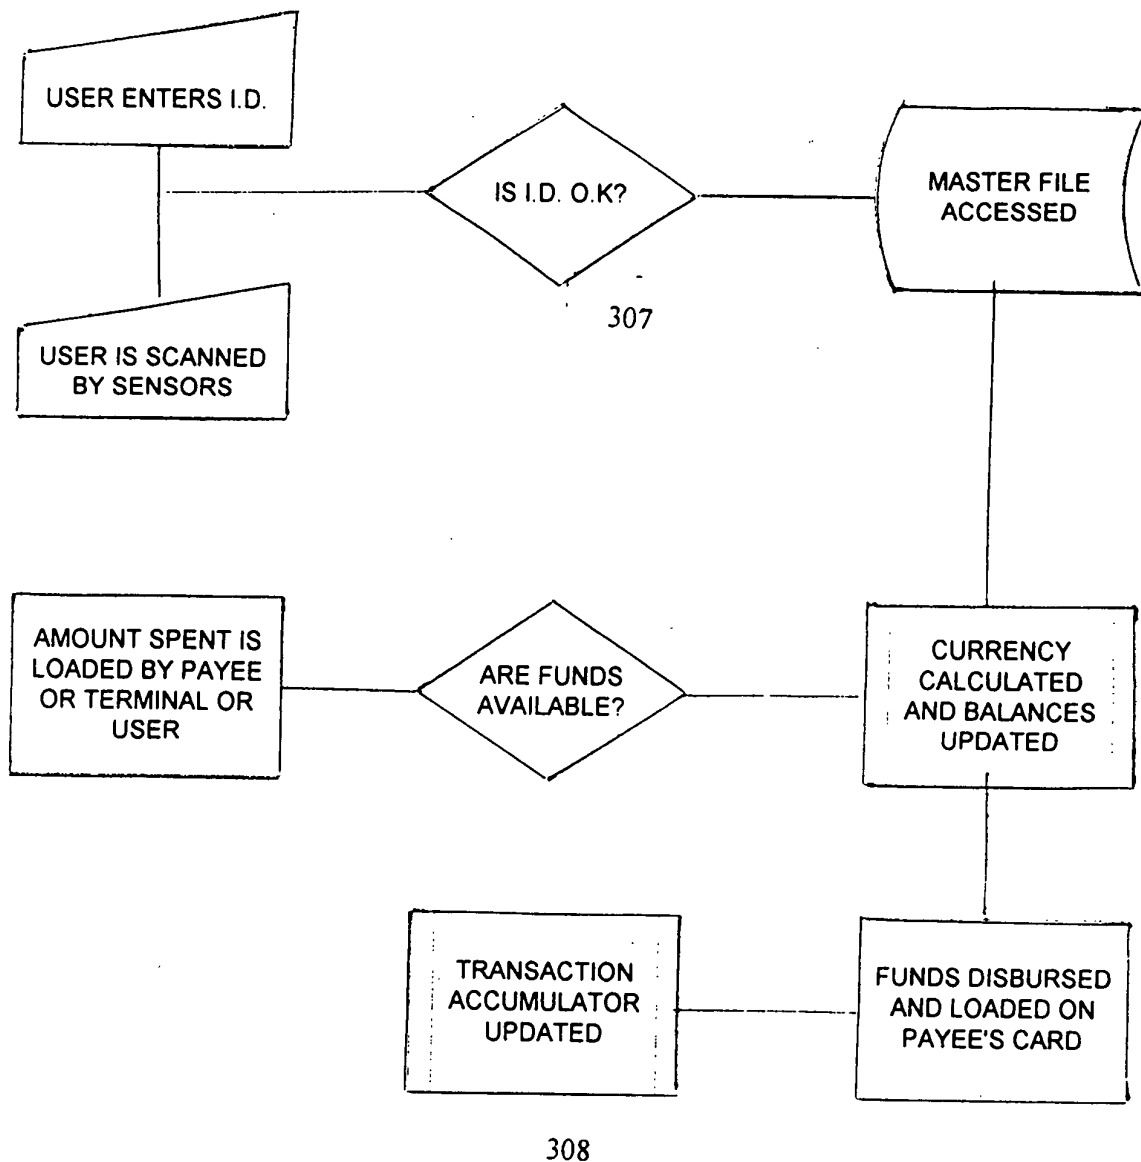 USER ENTERS I.D.
IS I.D. O.K?
MASTER FILE
ACCESSED
307
USER IS SCANNED
BY SENSORS
AMOUNT SPENT IS
LOADED BY PAYEE
OR TERMINAL OR
USER
ARE FUNDS
AVAILABLE?
CURRENCY
CALCULATED
AND BALANCES
UPDATED
TRANSACTION
ACCUMULATOR
UPDATED
FUNDS DISBURSED
AND LOADED ON
PAYEE'S CARD
308